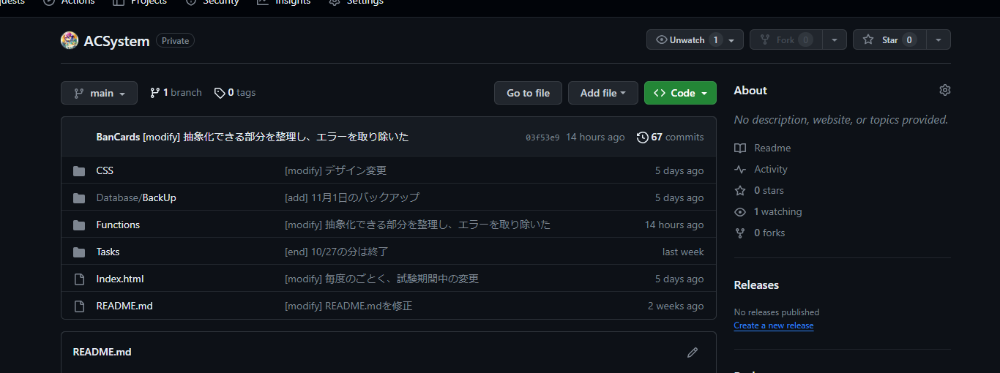 Actions Projects Security Insights Settings
ACSystem Private Unwatch 1 Fork 0 Star 0
main 1 branch 0 tags Go to file Add file Code
BanCards [modify] 抽象化できる部分を整理し、エラーを取り除いた 03f53e9 14 hours ago 67 commits
CSS [modify] デザイン変更 5 days ago
Database/BackUp [add] 11月1日のバックアップ 5 days ago
Functions [modify] 抽象化できる部分を整理し、エラーを取り除いた 14 hours ago
Tasks [end] 10/27の分は終了 last week
Index.html [modify] 毎度のごとく、試験期間中の変更 5 days ago
README.md [modify] README.mdを修正 2 weeks ago
README.md
About
No description, website, or topics provided.
Readme
Activity
0 stars
1 watching
0 forks
Releases
No releases published
Create a new release